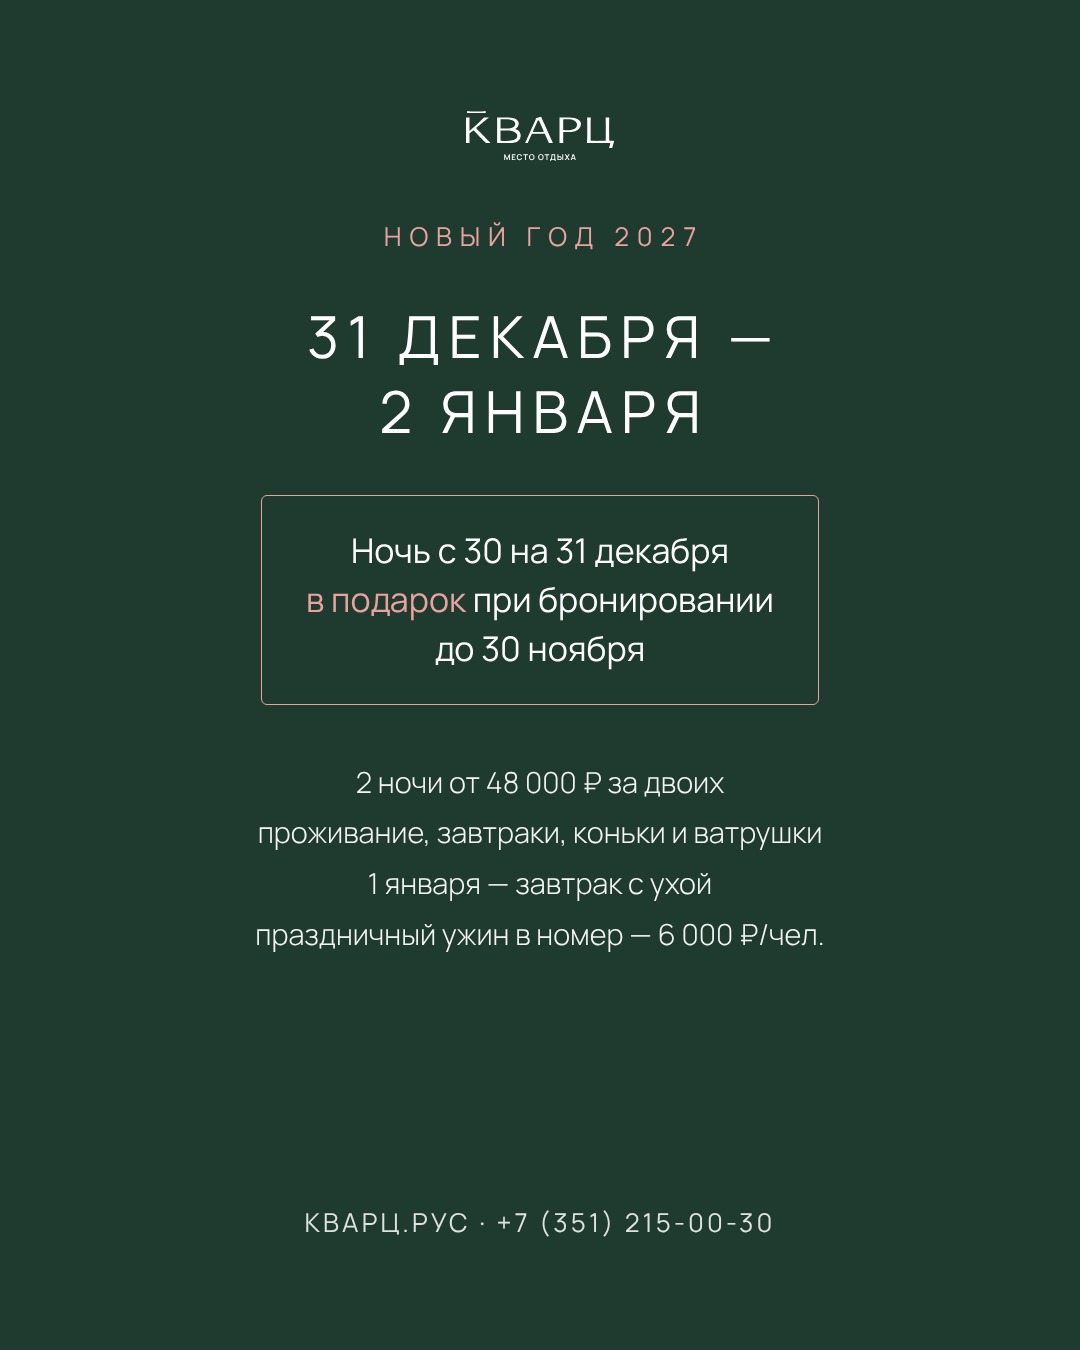 КВАРЦ
МЕСТО ОТДЫХА
НОВЫЙ ГОД 2027
31 ДЕКАБРЯ —
2 ЯНВАРЯ
Ночь с 30 на 31 декабря
в подарок при бронировании
до 30 ноября
2 ночи от 48 000 ₽ за двоих
проживание, завтраки, коньки и ватрушки
1 января — завтрак с ухой
праздничный ужин в номер — 6 000 ₽/чел.
КВАРЦ.РУС · +7 (351) 215-00-30